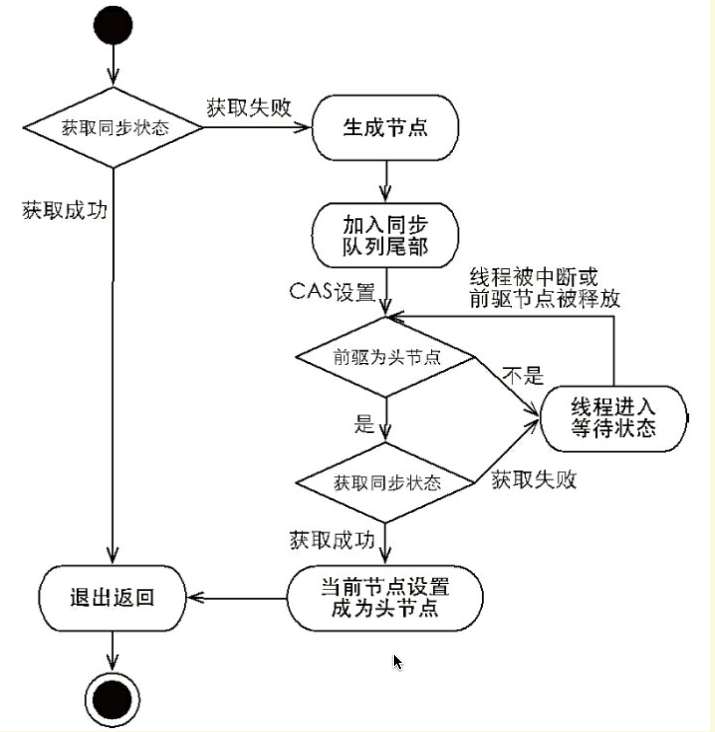 获取同步状态
获取失败
生成节点
获取成功
加入同步
队列尾部
CAS设置
线程被中断或
前驱节点被释放
前驱为头节点
不是
线程进入
等待状态
是
获取同步状态
获取失败
获取成功
退出返回
当前节点设置
成为头节点